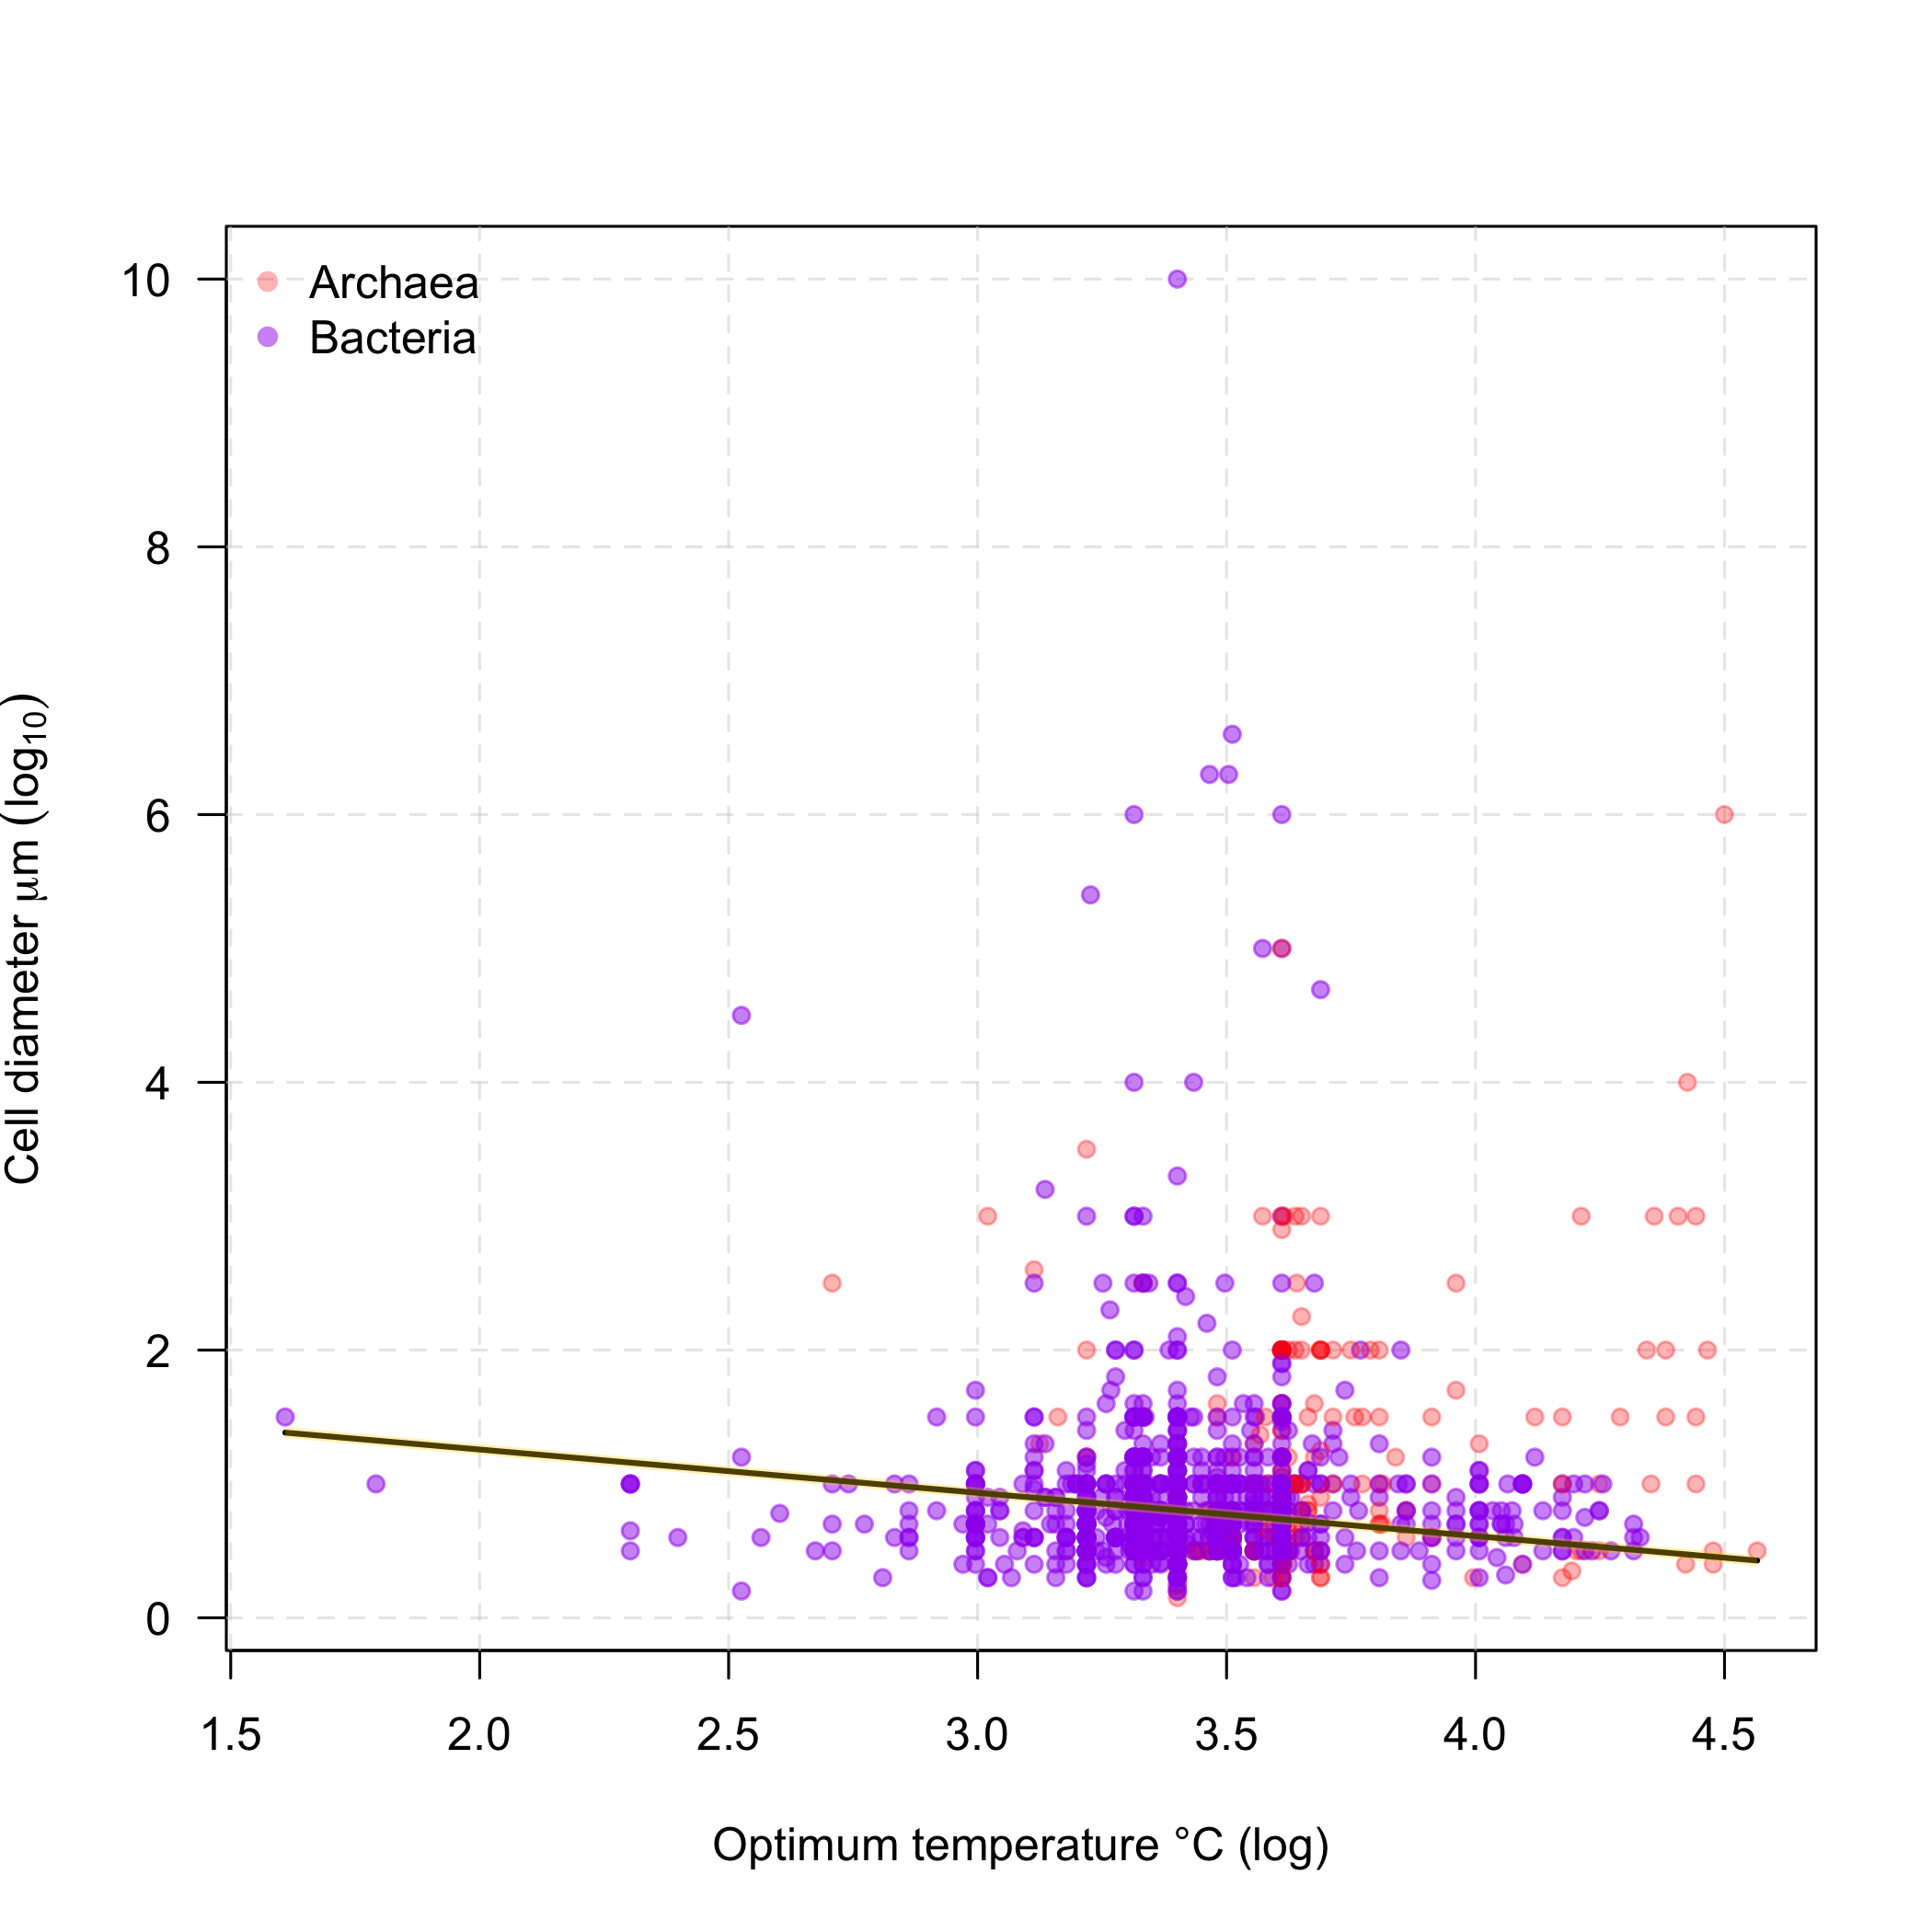 Archaea
Bacteria
10
8
6
4
2
0
Cell diameter μm (log₁₀)
1.5 2.0 2.5 3.0 3.5 4.0 4.5
Optimum temperature °C (log)